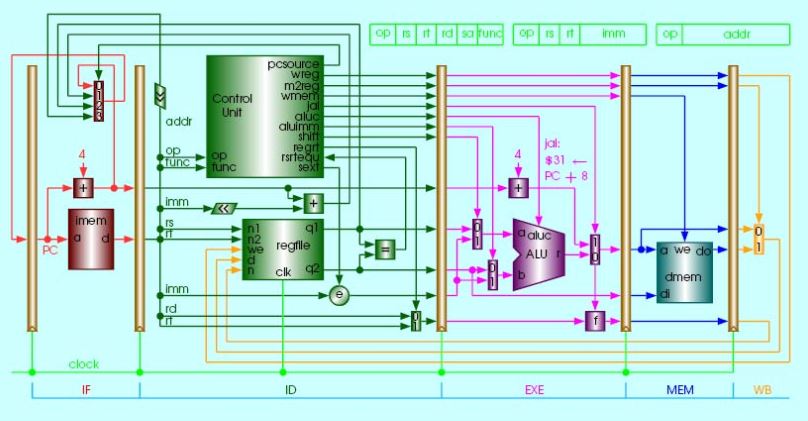 op rs rt rd sa func
op rs rt imm
op addr
pcsource
wreg
m2reg
wmem
jal
aluc
aluimm
shift
regrt
rsrtequ
sext
Control
Unit
op
func
addr
op
func
0
1
2
3
4
+
imem
a d
PC
imm
<<
<<
+
rs
rt
n1 q1
n2
we
d
n q2
regfile
clk
=
imm
e
rd
rt
0
1
4
+
jal:
$31 ←
PC + 8
0
1
0
1
a aluc
ALU r
b
1
0
f
a we do
dmem
di
0
1
clock
IF ID EXE MEM WB